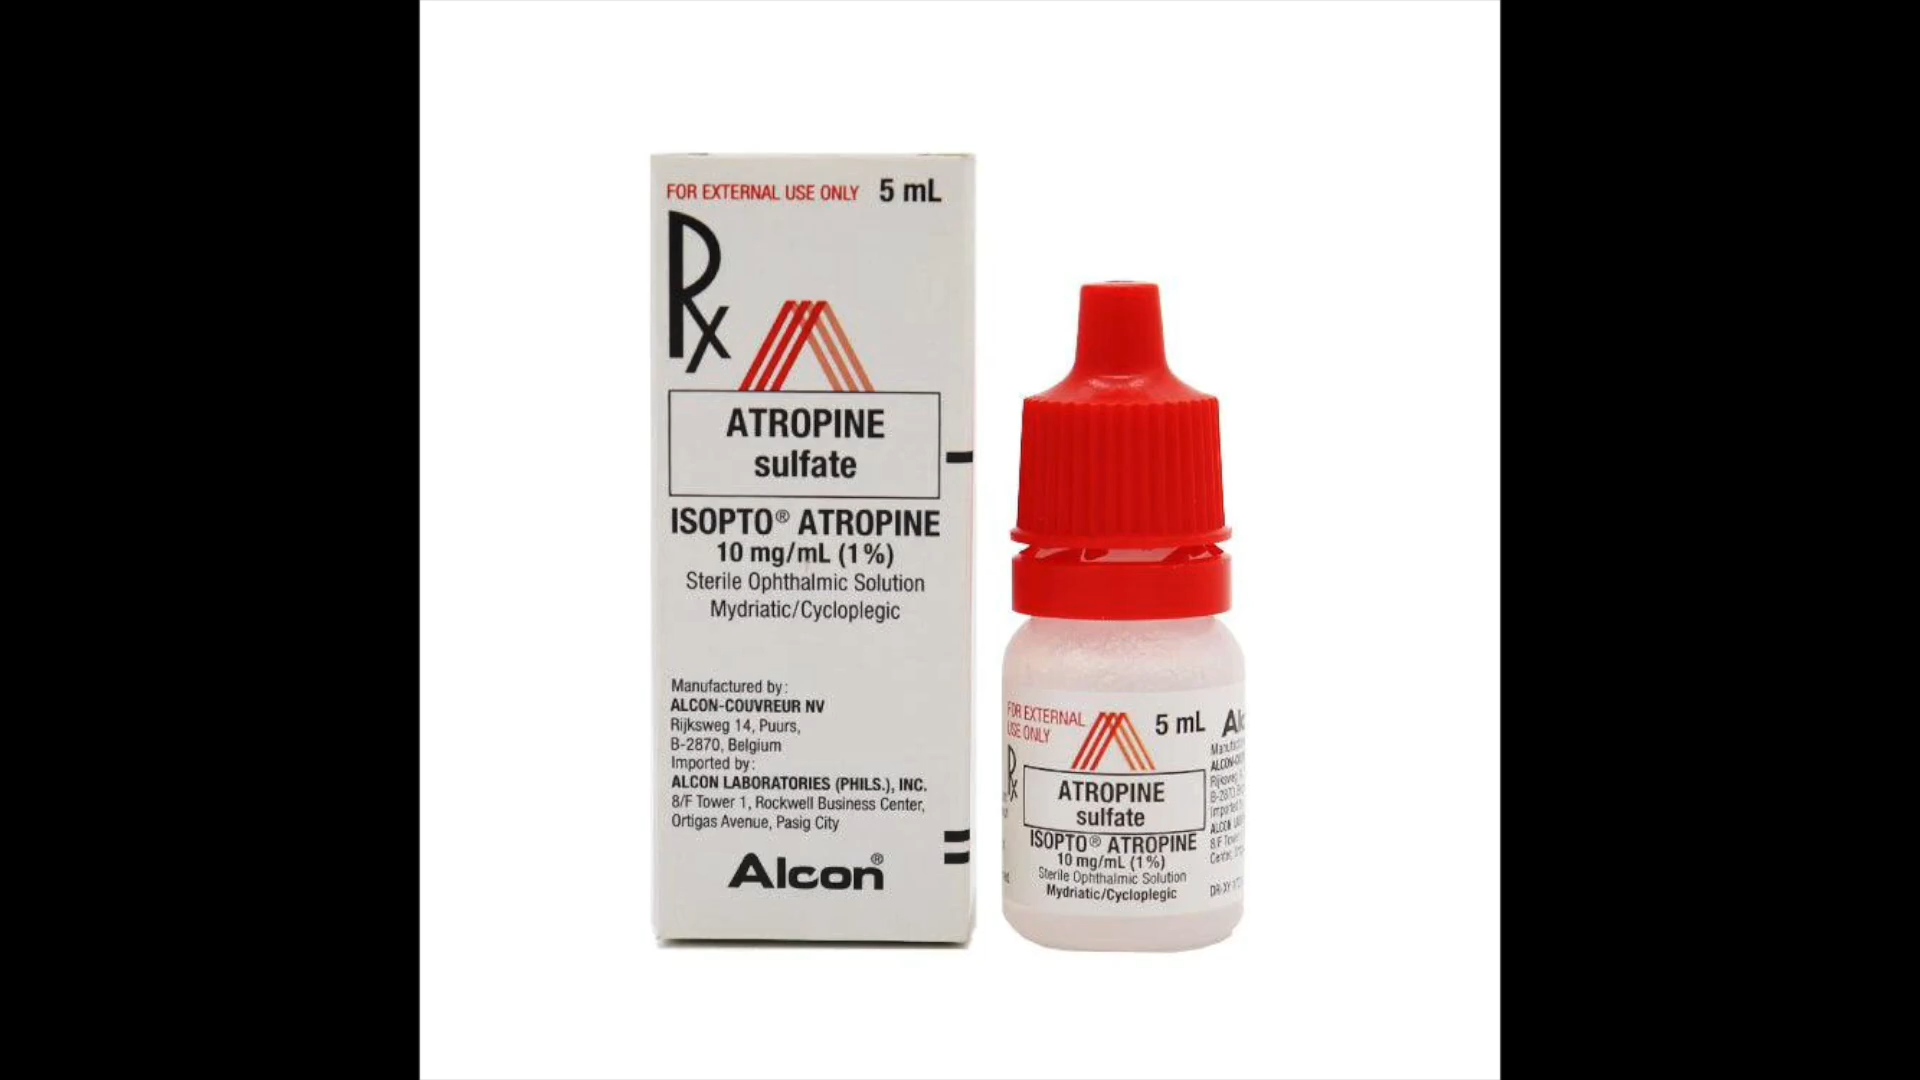 FOR EXTERNAL USE ONLY 5 mL
Rx
ATROPINE
sulfate
ISOPTO® ATROPINE
10 mg/mL (1%)
Sterile Ophthalmic Solution
Mydriatic/Cycloplegic
Manufactured by:
ALCON-COUVREUR NV
Rijksweg 14, Puurs,
B-2870, Belgium
Imported by:
ALCON LABORATORIES (PHILS.), INC.
8/F Tower 1, Rockwell Business Center,
Ortigas Avenue, Pasig City
Alcon®
FOR EXTERNAL
USE ONLY
5 mL
Rx
ATROPINE
sulfate
ISOPTO® ATROPINE
10 mg/mL (1%)
Sterile Ophthalmic Solution
Mydriatic/Cycloplegic